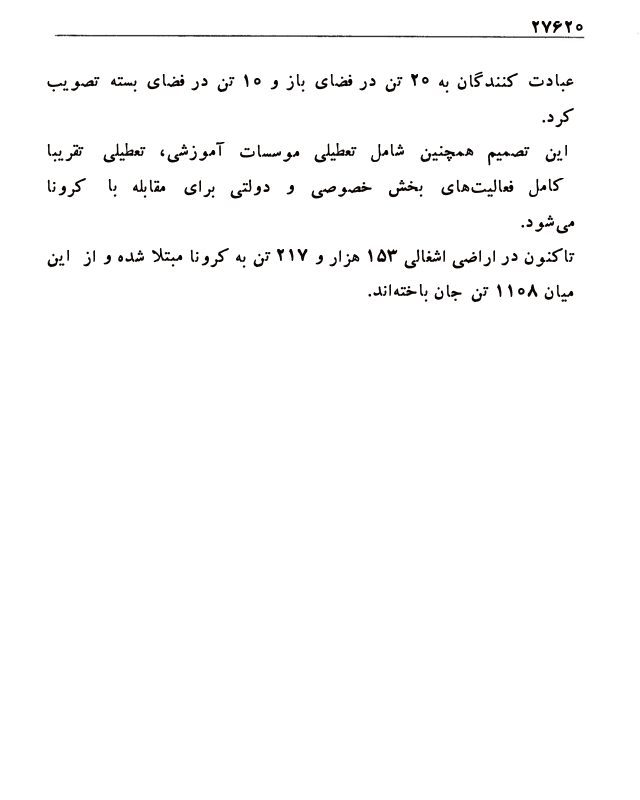 ۲۷۶۲۰
عبادت کنندگان به ۲۰ تن در فضای باز و ۱۰ تن در فضای بسته تصویب
کرد.
این تصمیم همچنین شامل تعطیلی موسسات آموزشی، تعطیلی تقریبا
کامل فعالیت‌های بخش خصوصی و دولتی برای مقابله با کرونا
می‌شود.
تاکنون در اراضی اشغالی ۱۵۳ هزار و ۲۱۷ تن به کرونا مبتلا شده و از این
میان ۱۱۰۸ تن جان باخته‌اند.